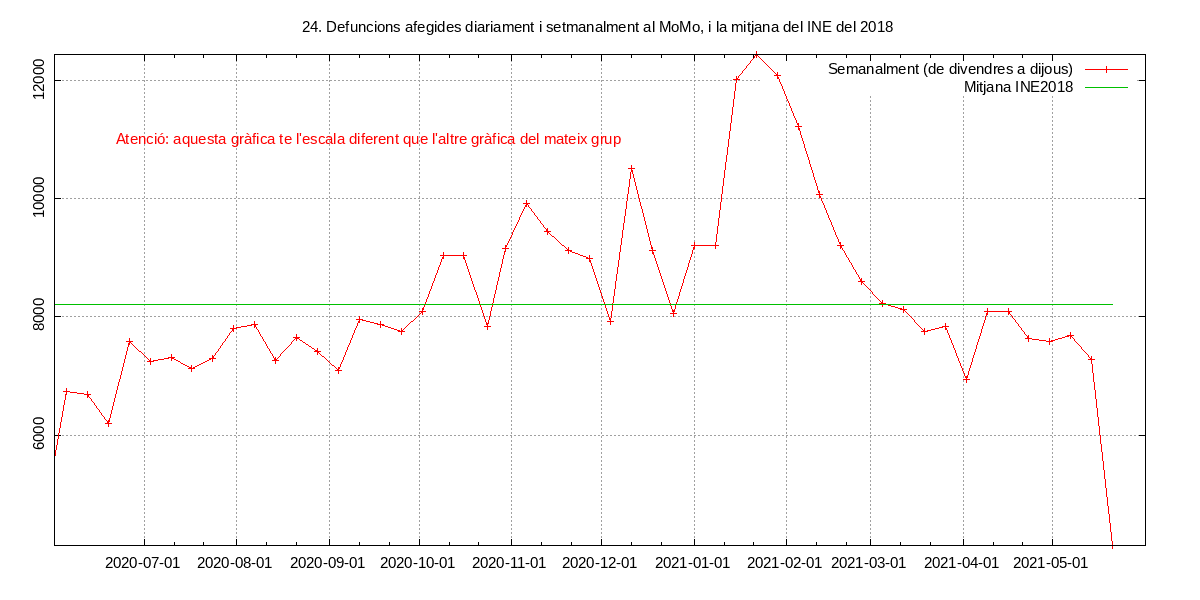 24. Defuncions afegides diariament i setmanalment al MoMo, i la mitjana del INE del 2018
Semanalment (de divendres a dijous)
Mitjana INE2018
Atenció: aquesta gràfica te l'escala diferent que l'altre gràfica del mateix grup
12000
10000
8000
6000
2020-07-01 2020-08-01 2020-09-01 2020-10-01 2020-11-01 2020-12-01 2021-01-01 2021-02-01 2021-03-01 2021-04-01 2021-05-01